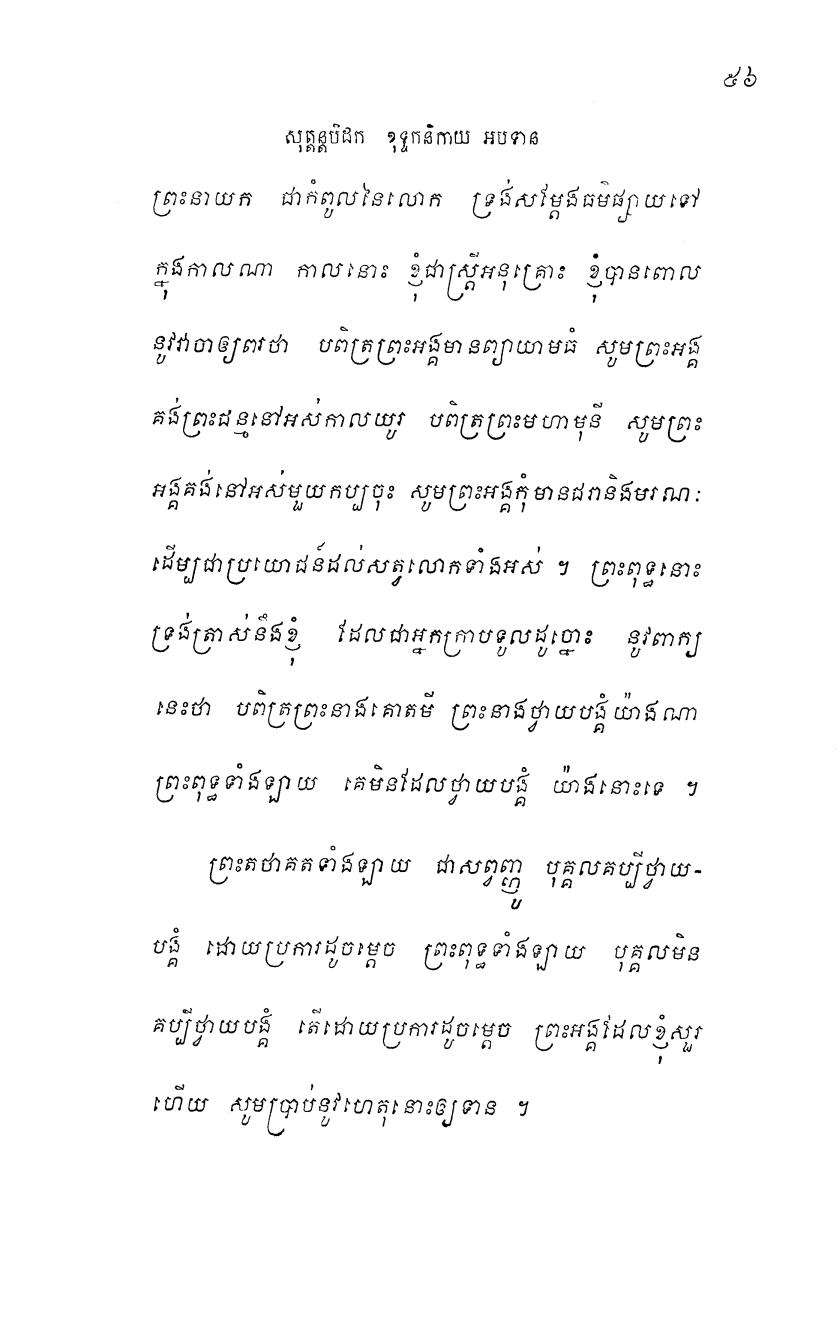 ៥៦
សុត្តន្តបិដក ខុទ្ទកនិកាយ អបទាន
ព្រះនាយក ជាកំពូលនៃលោក ទ្រង់សម្ដែងធម៌ផ្សាយទៅ
ក្នុងកាលណា កាលនោះ ខ្ញុំជាស្ត្រីអនុគ្រោះ ខ្ញុំបានពោល
នូវវាចាឲ្យពរថា បពិត្រព្រះអង្គមានព្យាយាមធំ សូមព្រះអង្គ
គង់ព្រះជន្មនៅអស់កាលយូរ បពិត្រព្រះមហាមុនី សូមព្រះ
អង្គគង់នៅអស់មួយកប្បចុះ សូមព្រះអង្គកុំមានជរានិងមរណៈ
ដើម្បជាប្រយោជន៍ដល់សត្វលោកទាំងអស់ ។ ព្រះពុទ្ធនោះ
ទ្រង់ត្រាស់នឹងខ្ញុំ ដែលជាអ្នកក្រាបទូលដូច្នោះ នូវពាក្យ
នេះថា បពិត្រព្រះនាងគោតមី ព្រះនាងថ្វាយបង្គំយ៉ាងណា
ព្រះពុទ្ធទាំងឡាយ គេមិនដែលថ្វាយបង្គំ យ៉ាងនោះទេ ។
ព្រះតថាគតទាំងឡាយ ជាសព្វញ្ញូ បុគ្គលគប្បីថ្វាយ-
បង្គំ ដោយប្រការដូចម្ដេច ព្រះពុទ្ធទាំងឡាយ បុគ្គលមិន
គប្បីថ្វាយបង្គំ តើដោយប្រការដូចម្ដេច ព្រះអង្គដែលខ្ញុំសួរ
ហើយ សូមប្រាប់នូវហេតុនោះឲ្យទាន ។